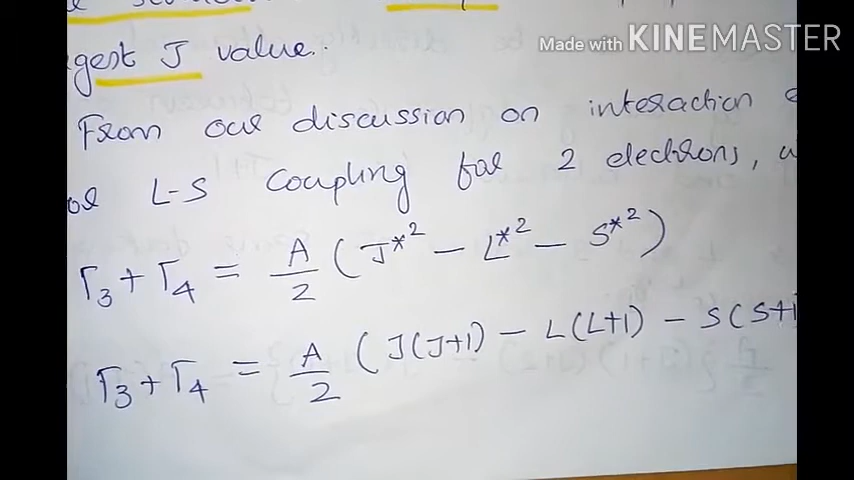 Made with KINEMASTER
gest J value.
From our discussion on interaction
L-S coupling for 2 electrons,
Γ3 + Γ4 = A/2 (J*² - L*² - S*²)
Γ3 + Γ4 = A/2 (J(J+1) - L(L+1) - S(S+1)